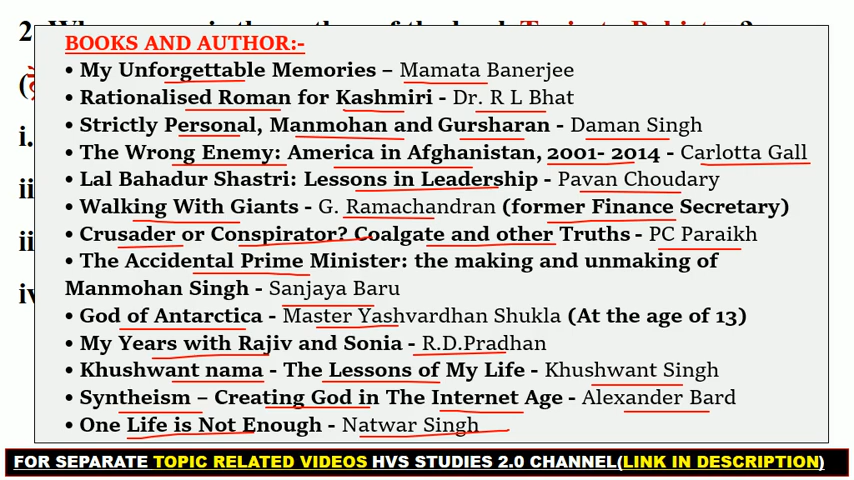 2
(
i.
ii
ii
iv
BOOKS AND AUTHOR:-
• My Unforgettable Memories – Mamata Banerjee
• Rationalised Roman for Kashmiri - Dr. R L Bhat
• Strictly Personal, Manmohan and Gursharan - Daman Singh
• The Wrong Enemy: America in Afghanistan, 2001- 2014 - Carlotta Gall
• Lal Bahadur Shastri: Lessons in Leadership - Pavan Choudary
• Walking With Giants - G. Ramachandran (former Finance Secretary)
• Crusader or Conspirator? Coalgate and other Truths - PC Paraikh
• The Accidental Prime Minister: the making and unmaking of
Manmohan Singh - Sanjaya Baru
• God of Antarctica - Master Yashvardhan Shukla (At the age of 13)
• My Years with Rajiv and Sonia - R.D.Pradhan
• Khushwant nama - The Lessons of My Life - Khushwant Singh
• Syntheism – Creating God in The Internet Age - Alexander Bard
• One Life is Not Enough - Natwar Singh
FOR SEPARATE TOPIC RELATED VIDEOS HVS STUDIES 2.0 CHANNEL(LINK IN DESCRIPTION)